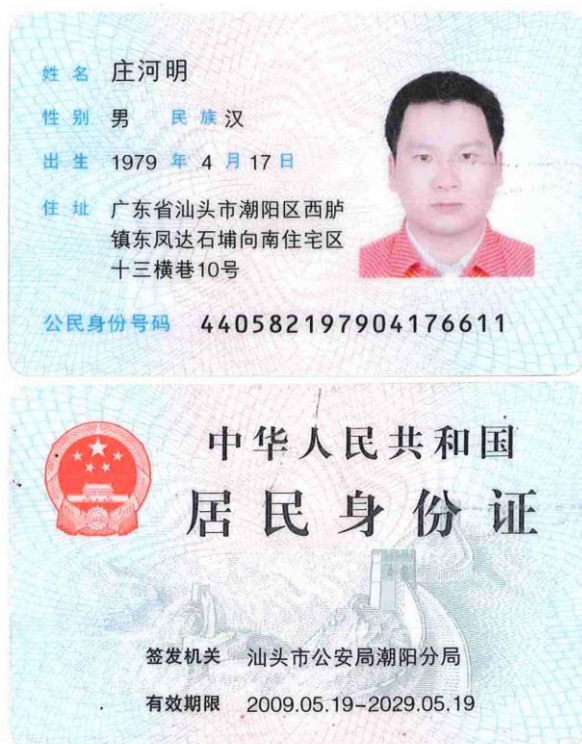 姓名 庄河明
性别 男 民族 汉
出生 1979 年 4 月 17 日
住址 广东省汕头市潮阳区西胪
镇东凤达石埔向南住宅区
十三横巷10号
公民身份号码 440582197904176611
中华人民共和国
居民身份证
签发机关 汕头市公安局潮阳分局
有效期限 2009.05.19-2029.05.19